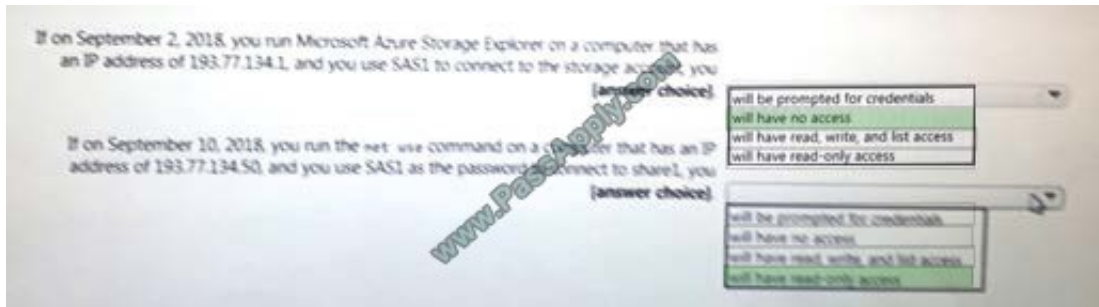 If on September 2, 2018, you run Microsoft Azure Storage Explorer on a computer that has
an IP address of 193.77.134.1, and you use SAS1 to connect to the storage account, you
[answer choice].
will be prompted for credentials
will have no access
will have read, write, and list access
will have read-only access
If on September 10, 2018, you run the net use command on a computer that has an IP
address of 193.77.134.50, and you use SAS1 as the password to connect to share1, you
[answer choice].
will be prompted for credentials
will have no access
will have read, write, and list access
will have read-only access
www.PassApply.com